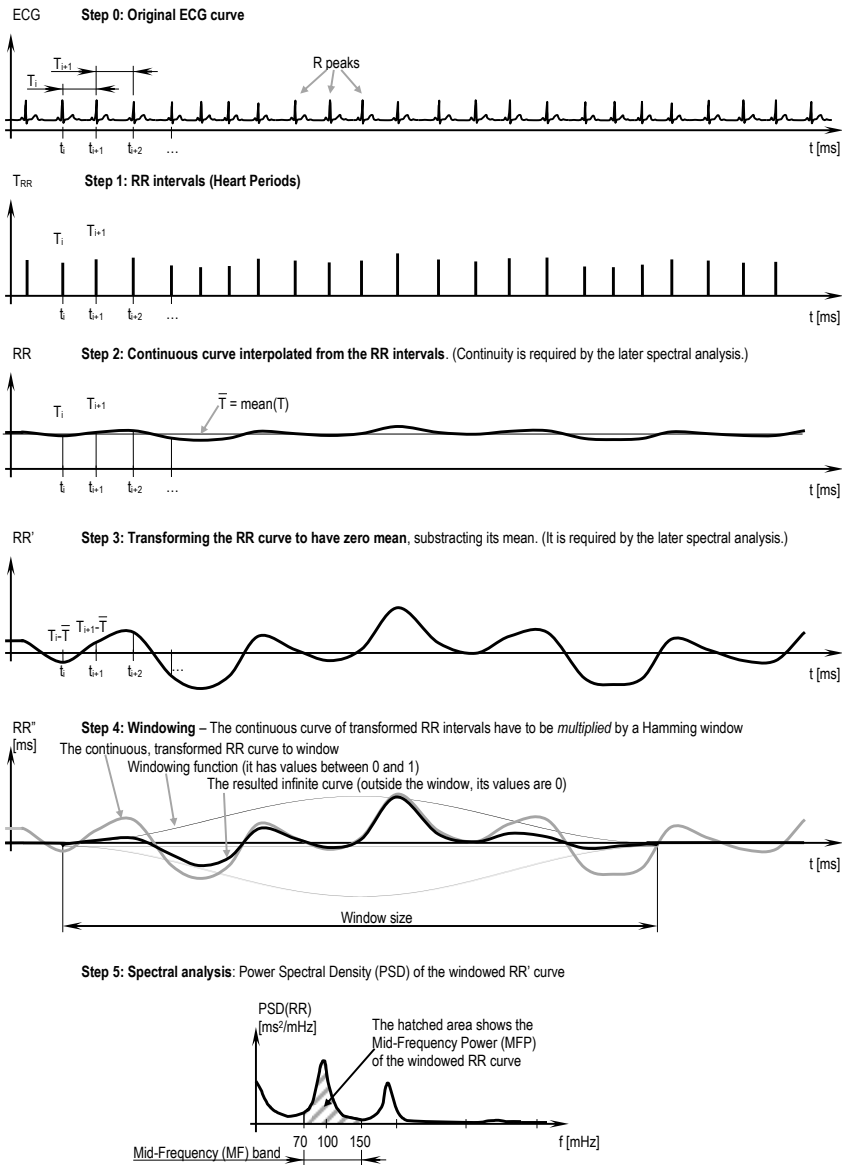 ECG Step 0: Original ECG curve
Ti+1
Ti
R peaks
ti ti+1 ti+2 …
t [ms]
TRR Step 1: RR intervals (Heart Periods)
Ti Ti+1
ti ti+1 ti+2 …
t [ms]
RR Step 2: Continuous curve interpolated from the RR intervals. (Continuity is required by the later spectral analysis.)
Ti Ti+1 T̅ = mean(T)
ti ti+1 ti+2 …
t [ms]
RR' Step 3: Transforming the RR curve to have zero mean, substracting its mean. (It is required by the later spectral analysis.)
Ti-T̅ Ti+1-T̅
ti ti+1 ti+2 …
t [ms]
RR" Step 4: Windowing – The continuous curve of transformed RR intervals have to be multiplied by a Hamming window
[ms]
The continuous, transformed RR curve to window
Windowing function (it has values between 0 and 1)
The resulted infinite curve (outside the window, its values are 0)
t [ms]
Window size
Step 5: Spectral analysis: Power Spectral Density (PSD) of the windowed RR' curve
PSD(RR)
[ms²/mHz]
The hatched area shows the
Mid-Frequency Power (MFP)
of the windowed RR curve
70 100 150 f [mHz]
Mid-Frequency (MF) band